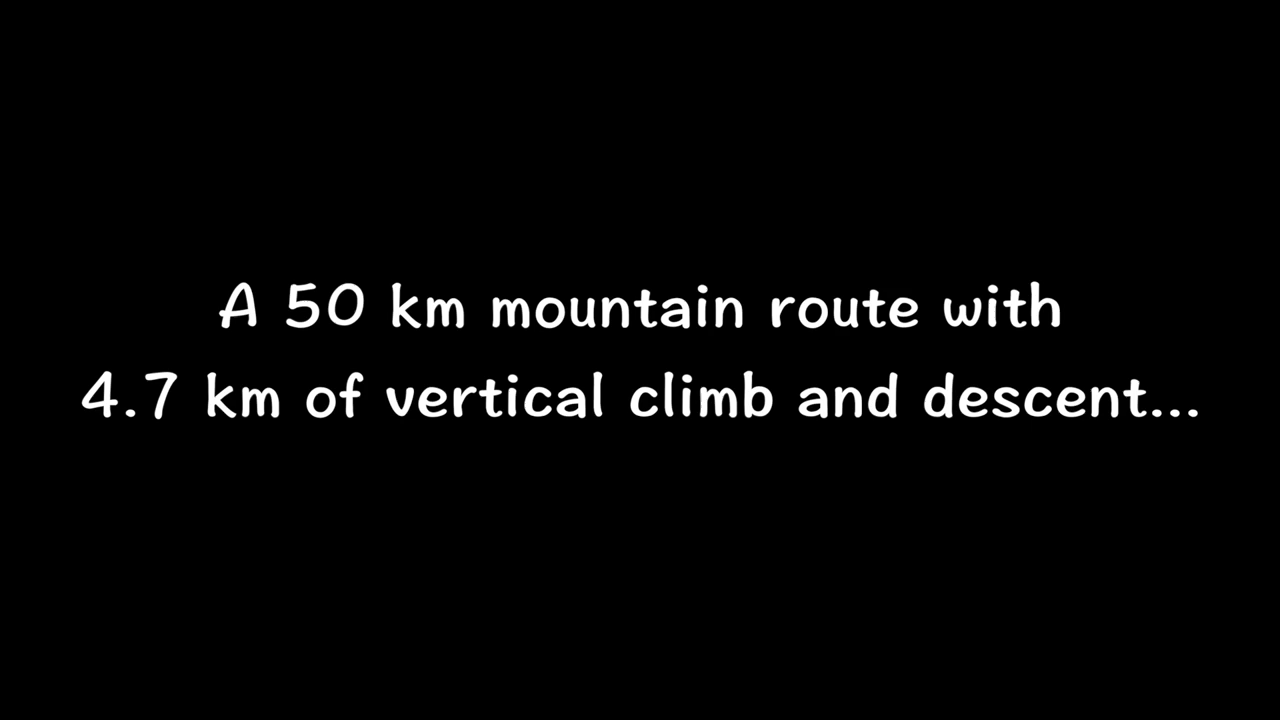 A 50 km mountain route with
4.7 km of vertical climb and descent...